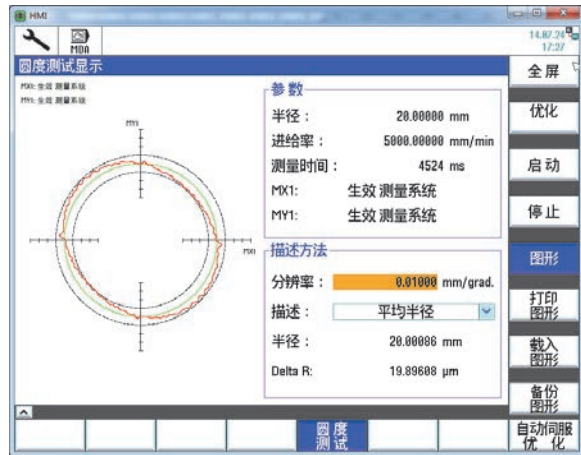 HMI
MDA
14.07.24
17:27
圆度测试显示
MX1: 生效 测量系统
MY1: 生效 测量系统
MY1
MX1
参数
半径： 20.00000 mm
进给率： 5000.00000 mm/min
测量时间： 4524 ms
MX1: 生效 测量系统
MY1: 生效 测量系统
描述方法
分辨率： 0.01000 mm/grad.
描述： 平均半径
半径： 20.00086 mm
Delta R: 19.89608 μm
全屏
优化
启动
停止
图形
打印
图形
载入
图形
备份
图形
圆度
测试
自动伺服
优 化